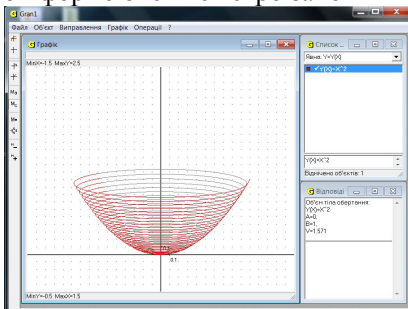 Gran1
Файл Об'єкт Виправлення Графік Операції ?
Графік
MinX=-1.5 MaxY=2.5
0.1
MinY=-0.5 MaxX=1.5
Список ...
Явна: Y=Y(X)
Y(X)=X^2
Y(X)=X^2
Відмічено об'єктів: 1
Відповіді
Об'єм тіла обертання:
Y(X)=X^2
A=0,
B=1,
V=1.571